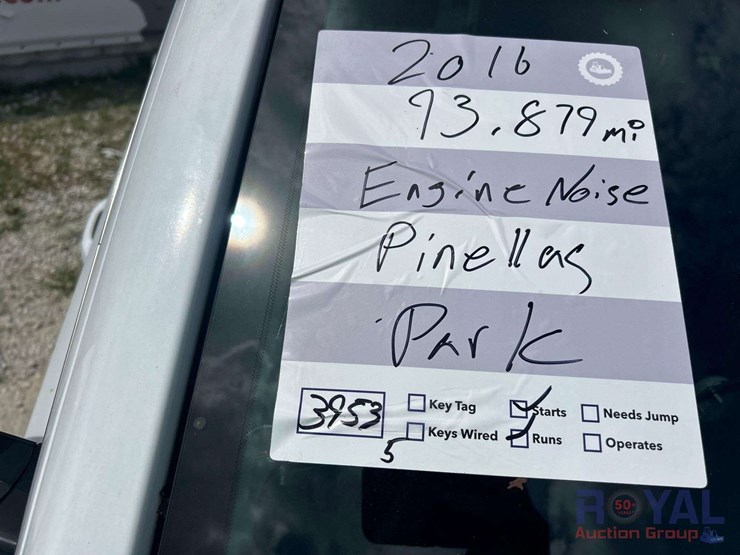 2016
93,879 mi
Engine Noise
Pinellas
Park
3953
5
Key Tag
Starts
Needs Jump
Keys Wired
Runs
Operates
ROYAL
50+
Auction Group